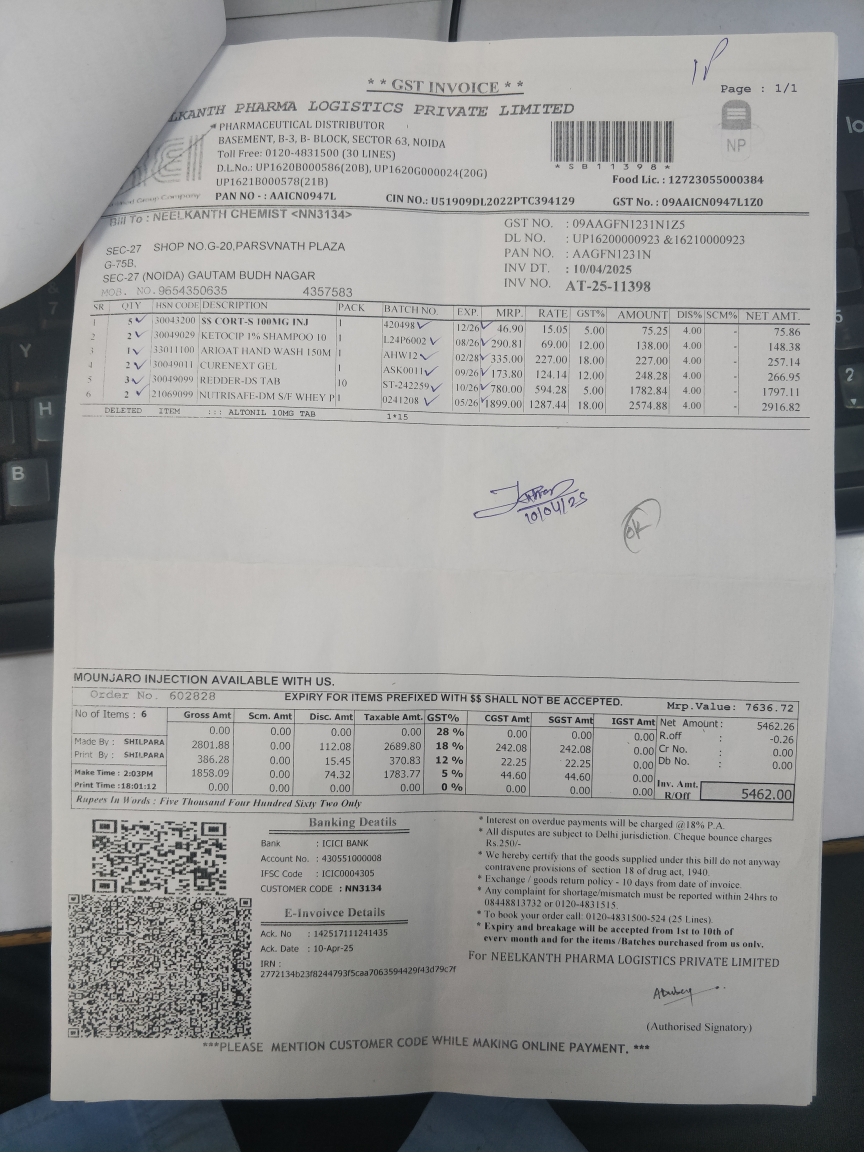 * * GST INVOICE * *
Page : 1/1
LKANTH PHARMA LOGISTICS PRIVATE LIMITED
* PHARMACEUTICAL DISTRIBUTOR
BASEMENT, B-3, B- BLOCK, SECTOR 63, NOIDA
Toll Free: 0120-4831500 (30 LINES)
D.L.No.: UP1620B000586(20B), UP1620G000024(20G)
UP1621B000578(21B)
PAN NO - : AAICN0947L
CIN NO.: U51909DL2022PTC394129
* S B 1 1 3 9 8 *
NP
Food Lic. : 12723055000384
GST No. : 09AAICN0947L1Z0
Bill To : NEELKANTH CHEMIST <NN3134>
SEC-27 SHOP NO.G-20,PARSVNATH PLAZA
G-75B,
SEC-27 (NOIDA) GAUTAM BUDH NAGAR
MOB. NO. 9654350635 4357583
GST NO. : 09AAGFN1231N1Z5
DL NO. : UP16200000923 &16210000923
PAN NO. : AAGFN1231N
INV DT. : 10/04/2025
INV NO. AT-25-11398
SR QTY HSN CODE DESCRIPTION PACK BATCH NO. EXP. MRP. RATE GST% AMOUNT DIS% SCM% NET AMT.
1 5 30043200 SS CORT-S 100MG INJ 1 420498 12/26 46.90 15.05 5.00 75.25 4.00 - 75.86
2 2 30049029 KETOCIP 1% SHAMPOO 10 1 L24P6002 08/26 290.81 69.00 12.00 138.00 4.00 - 148.38
3 1 33011100 ARIOAT HAND WASH 150M 1 AHW12 02/28 335.00 227.00 18.00 227.00 4.00 - 257.14
4 2 30049011 CURENEXT GEL 1 ASK0011 09/26 173.80 124.14 12.00 248.28 4.00 - 266.95
5 3 30049099 REDDER-DS TAB 10 ST-242259 10/26 780.00 594.28 5.00 1782.84 4.00 - 1797.11
6 2 21069099 NUTRISAFE-DM S/F WHEY P 1 0241208 05/26 1899.00 1287.44 18.00 2574.88 4.00 - 2916.82
DELETED ITEM ::: ALTONIL 10MG TAB 1*15
10/04/25
OK
MOUNJARO INJECTION AVAILABLE WITH US.
Order No. 602828
EXPIRY FOR ITEMS PREFIXED WITH $$ SHALL NOT BE ACCEPTED.
Mrp.Value: 7636.72
No of Items : 6
Made By : SHILPARA
Print By : SHILPARA
Make Time : 2:03PM
Print Time :18:01:12
Gross Amt Scm. Amt Disc. Amt Taxable Amt. GST% CGST Amt SGST Amt IGST Amt
0.00 0.00 0.00 0.00 28 % 0.00 0.00 0.00
2801.88 0.00 112.08 2689.80 18 % 242.08 242.08 0.00
386.28 0.00 15.45 370.83 12 % 22.25 22.25 0.00
1858.09 0.00 74.32 1783.77 5 % 44.60 44.60 0.00
0.00 0.00 0.00 0.00 0 % 0.00 0.00 0.00
Net Amount : 5462.26
R.off : -0.26
Cr No. : 0.00
Db No. : 0.00
Inv. Amt.
R/Off 5462.00
Rupees In Words : Five Thousand Four Hundred Sixty Two Only
Banking Deatils
Bank : ICICI BANK
Account No. : 430551000008
IFSC Code : ICIC0004305
CUSTOMER CODE : NN3134
E-Invoivce Details
Ack. No : 142517111241435
Ack. Date : 10-Apr-25
IRN :
2772134b23f8244793f5caa7063594429f43d79c7f
* Interest on overdue payments will be charged @18% P.A.
* All disputes are subject to Delhi jurisdiction. Cheque bounce charges
Rs.250/-
* We hereby certify that the goods supplied under this bill do not anyway
contravene provisions of section 18 of drug act, 1940.
* Exchange / goods return policy - 10 days from date of invoice.
* Any complaint for shortage/mismatch must be reported within 24hrs to
08448813732 or 0120-4831515.
* To book your order call: 0120-4831500-524 (25 Lines).
* Expiry and breakage will be accepted from 1st to 10th of
every month and for the items /Batches purchased from us only.
For NEELKANTH PHARMA LOGISTICS PRIVATE LIMITED
(Authorised Signatory)
***PLEASE MENTION CUSTOMER CODE WHILE MAKING ONLINE PAYMENT. ***
Y
H
B
2